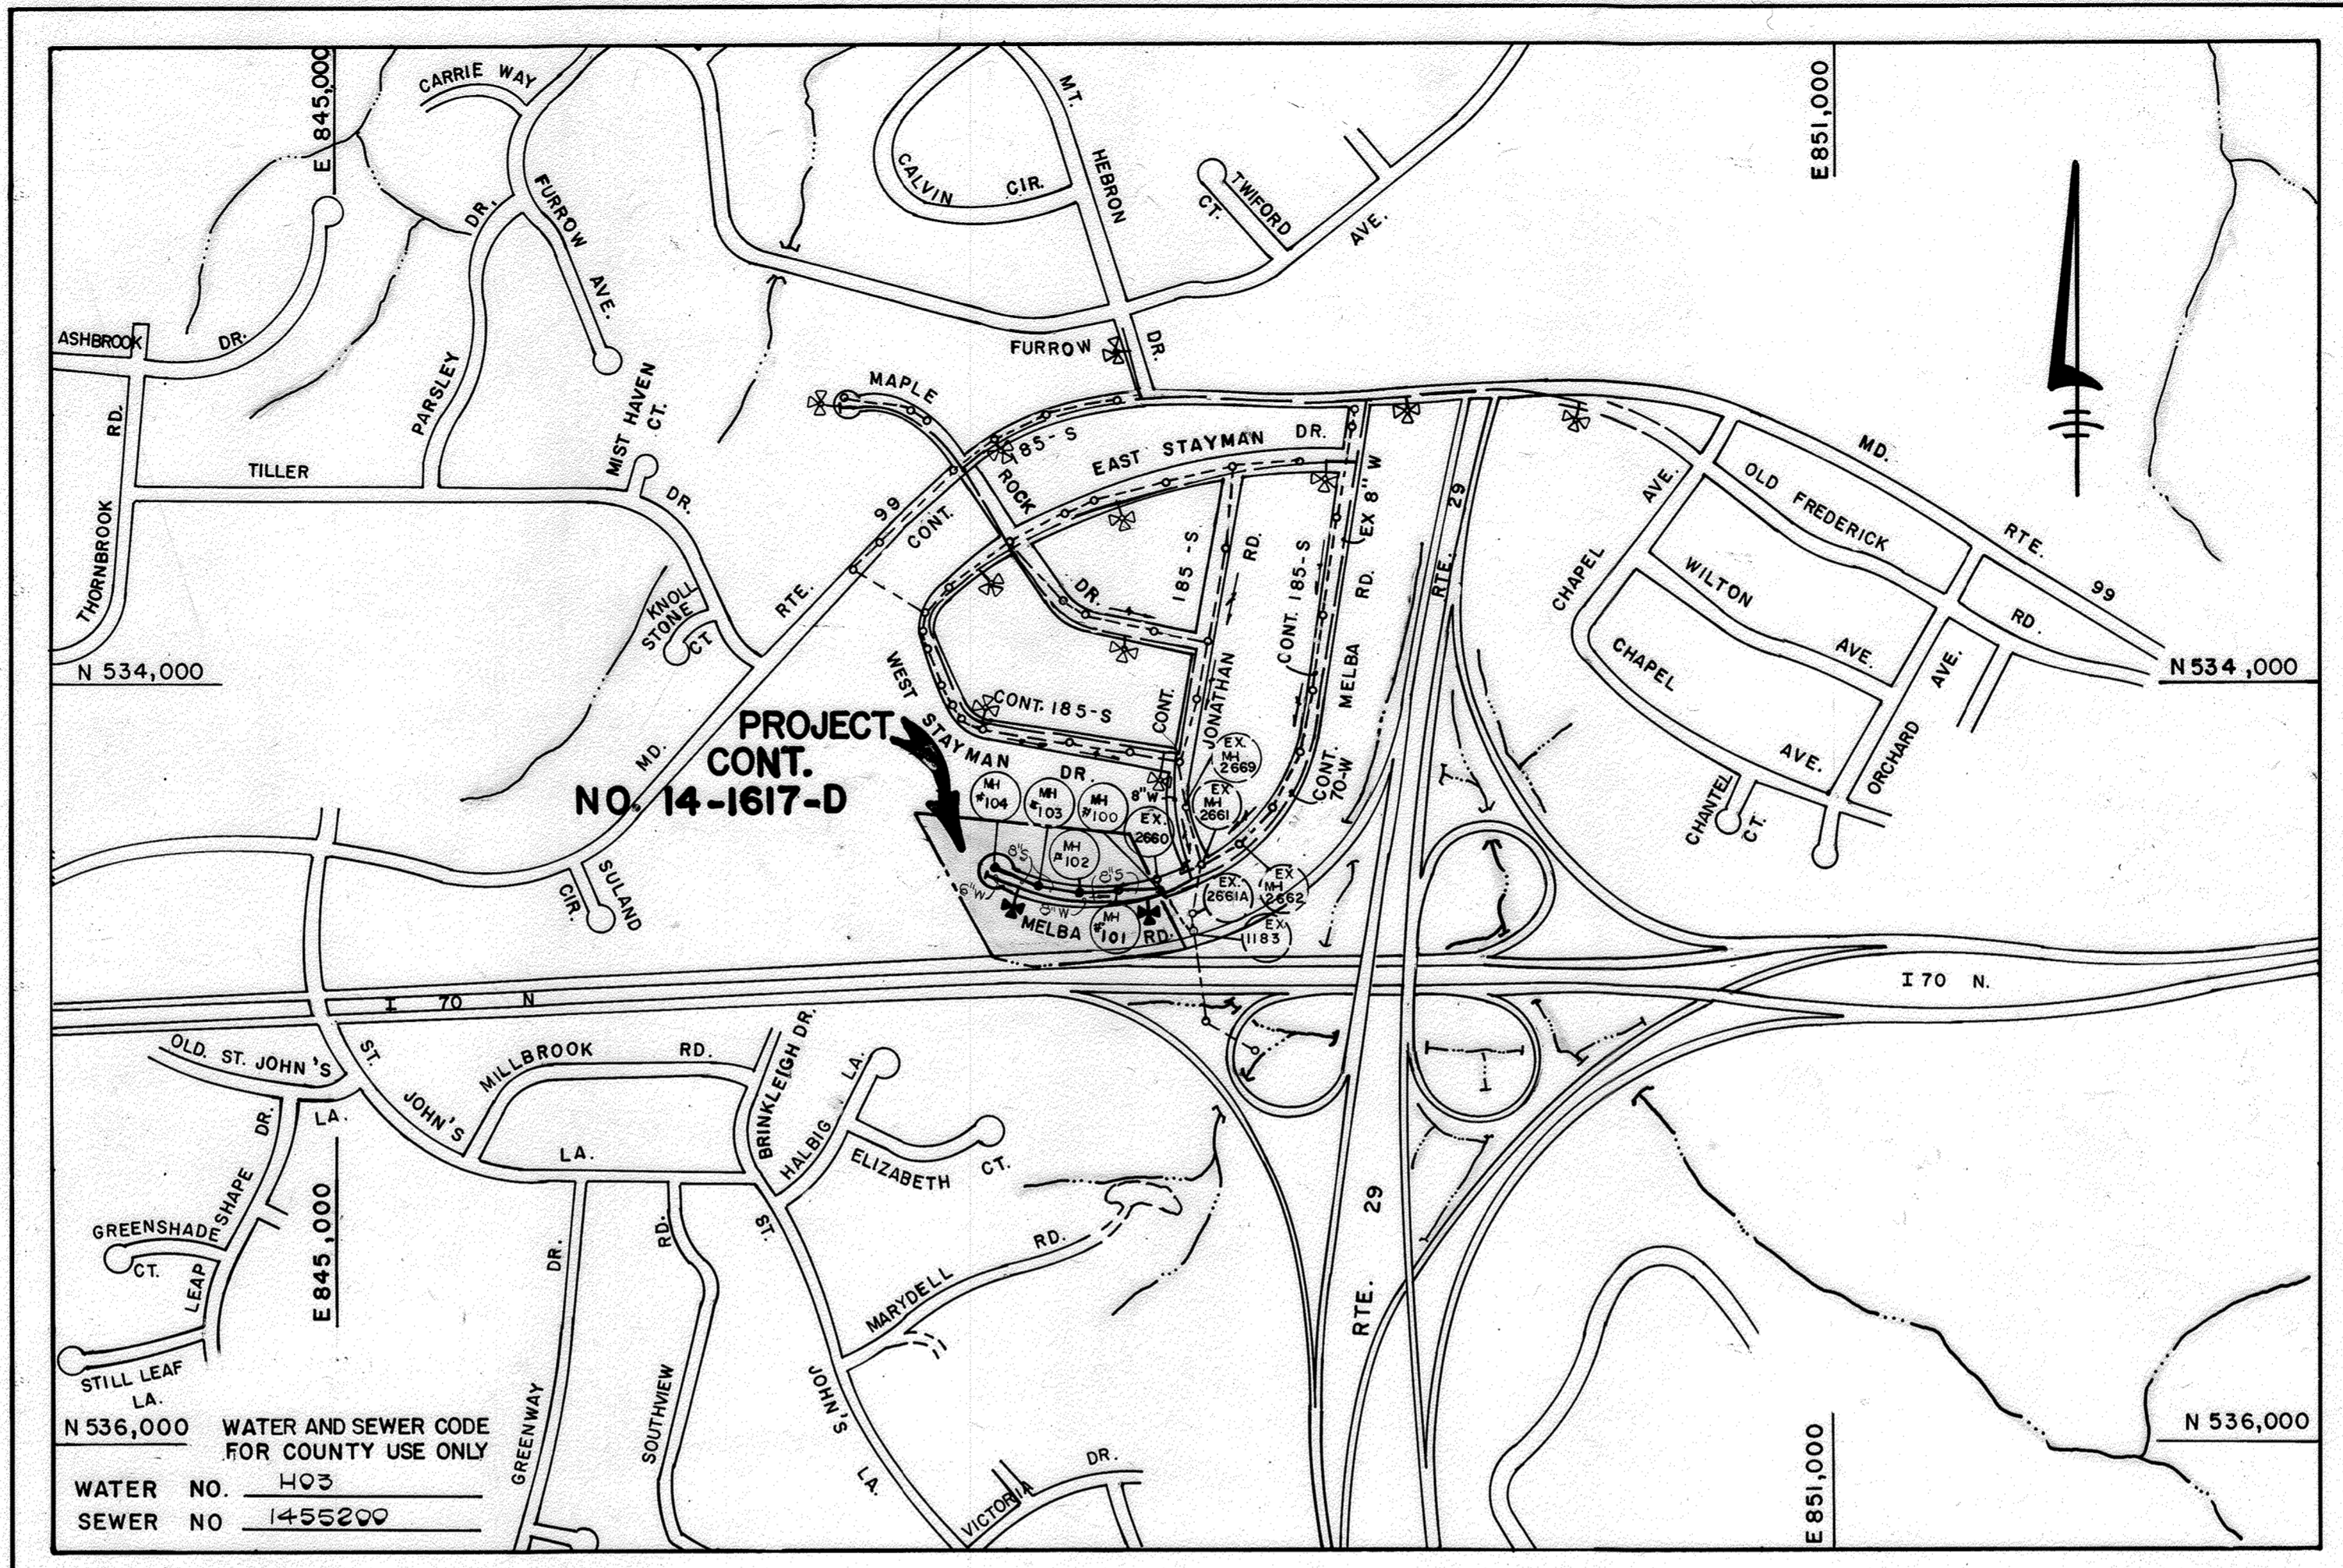 E 845,000
CARRIE WAY
FURROW AVE.
PARSLEY DR.
ASHBROOK DR.
THORNBROOK RD.
TILLER DR.
MIST HAVEN CT.
KNOLL STONE CT.
MT. HEBRON DR.
CALVIN CIR.
TWIFORD CT.
FURROW AVE.
E 851,000
MAPLE ROCK DR.
185-S
EAST STAYMAN DR.
MD. RTE. 99
CONT.
185-S
JONATHAN RD.
CONT.
CONT. 185-S
MELBA RD.
EX 8" W
CONT. 70-W
RTE. 29
CONT. 185-S
WEST STAYMAN DR.
MD. RTE. 99
OLD FREDERICK RD.
CHAPEL AVE.
WILTON AVE.
CHAPEL AVE.
ORCHARD AVE.
CHANTEL CT.
N 534,000
N 534,000
PROJECT
CONT.
NO. 14-1617-D
MH #104
MH #103
MH #100
8"W
EX. 2660
EX. MH 2669
EX MH 2661
MH #102
8"S
8"S
6"W
8"W
MH #101
EX. 2661A
EX MH 2662
EX. 1183
MELBA RD.
SULAND CIR.
I 70 N
I 70 N.
OLD. ST. JOHN'S LA.
ST. JOHN'S LA.
MILLBROOK RD.
BRINKLEIGH DR.
HALBIG LA.
ELIZABETH CT.
GREENSHADE CT.
LEAP SHAPE DR.
STILL LEAF LA.
E 845,000
GREENWAY DR.
SOUTHVIEW RD.
ST. JOHN'S LA.
MARYDELL RD.
VICTORIA DR.
RTE. 29
E 851,000
N 536,000
N 536,000
WATER AND SEWER CODE
FOR COUNTY USE ONLY
WATER NO. H03
SEWER NO 1455200